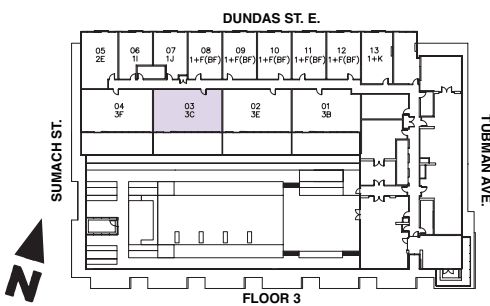 DUNDAS ST. E.
05
2E
06
1I
07
1J
08
1+F(BF)
09
1+F(BF)
10
1+F(BF)
11
1+F(BF)
12
1+F(BF)
13
1+K
04
3F
03
3C
02
3E
01
3B
SUMACH ST.
TUBMAN AVE.
N
FLOOR 3